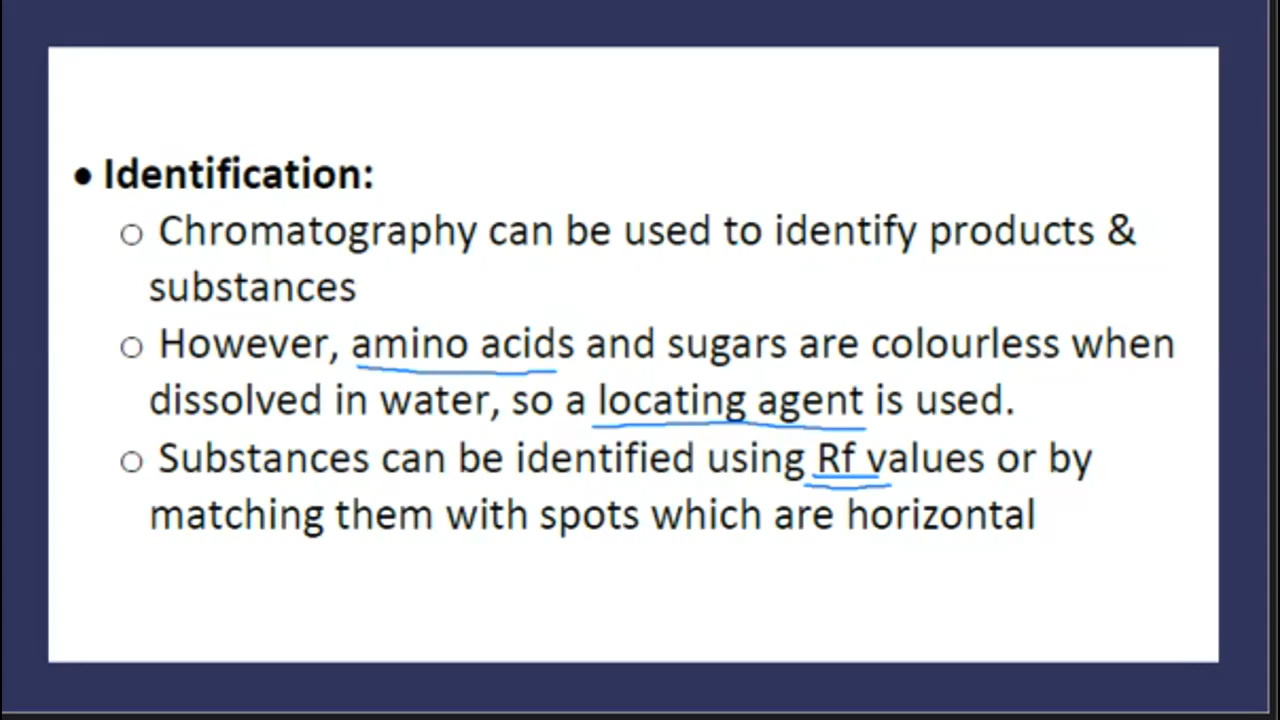 • Identification:
○ Chromatography can be used to identify products &
substances
○ However, amino acids and sugars are colourless when
dissolved in water, so a locating agent is used.
○ Substances can be identified using Rf values or by
matching them with spots which are horizontal